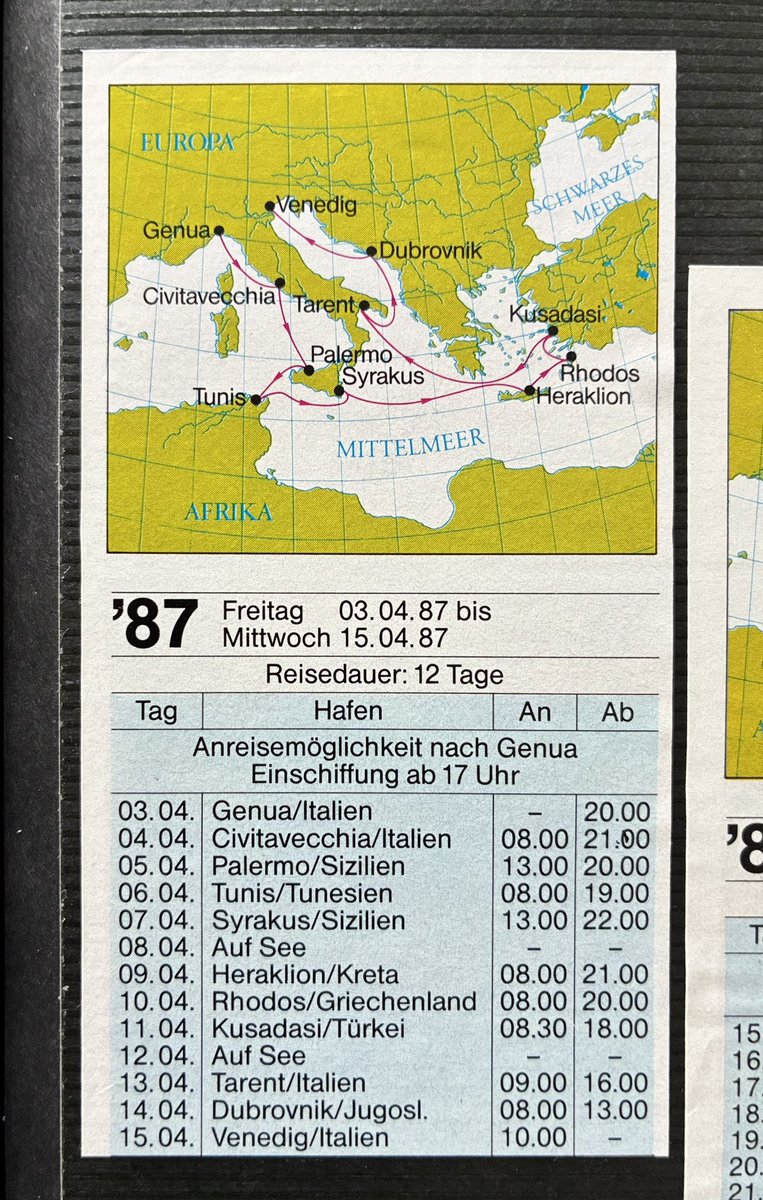 EUROPA
SCHWARZES
MEER
Venedig
Genua
Dubrovnik
Civitavecchia
Tarent
Kusadasi
Palermo
Syrakus
Rhodos
Tunis
Heraklion
MITTELMEER
AFRIKA
’87 Freitag 03.04.87 bis
Mittwoch 15.04.87
Reisedauer: 12 Tage
Tag Hafen An Ab
Anreisemöglichkeit nach Genua
Einschiffung ab 17 Uhr
03.04. Genua/Italien – 20.00
04.04. Civitavecchia/Italien 08.00 21.00
05.04. Palermo/Sizilien 13.00 20.00
06.04. Tunis/Tunesien 08.00 19.00
07.04. Syrakus/Sizilien 13.00 22.00
08.04. Auf See – –
09.04. Heraklion/Kreta 08.00 21.00
10.04. Rhodos/Griechenland 08.00 20.00
11.04. Kusadasi/Türkei 08.30 18.00
12.04. Auf See – –
13.04. Tarent/Italien 09.00 16.00
14.04. Dubrovnik/Jugosl. 08.00 13.00
15.04. Venedig/Italien 10.00 –
15
16
17.
18.
19.
20.
21.